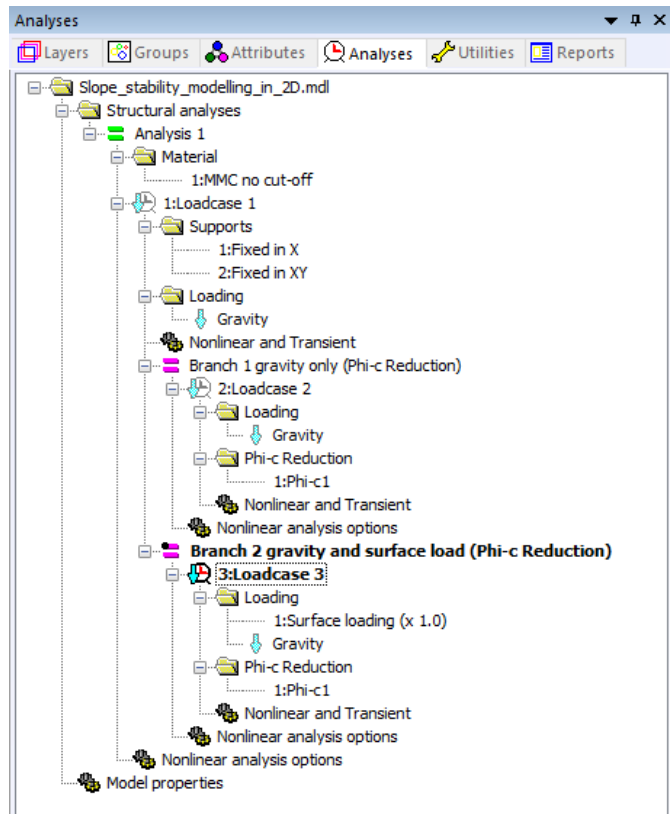 Analyses
Layers Groups Attributes Analyses Utilities Reports
Slope_stability_modelling_in_2D.mdl
Structural analyses
Analysis 1
Material
1:MMC no cut-off
1:Loadcase 1
Supports
1:Fixed in X
2:Fixed in XY
Loading
Gravity
Nonlinear and Transient
Branch 1 gravity only (Phi-c Reduction)
2:Loadcase 2
Loading
Gravity
Phi-c Reduction
1:Phi-c1
Nonlinear and Transient
Nonlinear analysis options
Branch 2 gravity and surface load (Phi-c Reduction)
3:Loadcase 3
Loading
1:Surface loading (x 1.0)
Gravity
Phi-c Reduction
1:Phi-c1
Nonlinear and Transient
Nonlinear analysis options
Nonlinear analysis options
Model properties